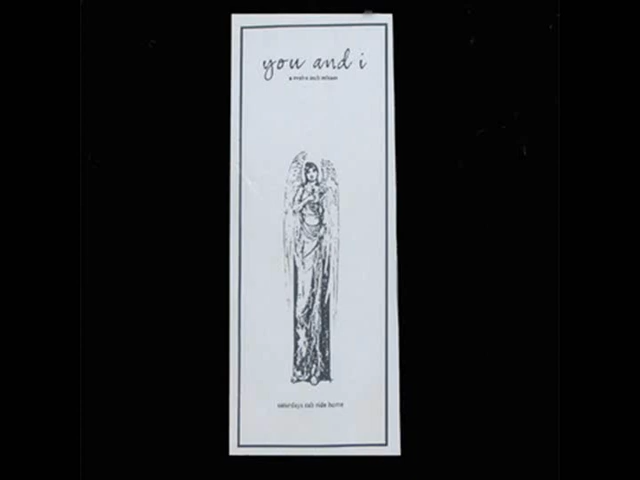 you and i
a twelve inch release
saturdays cab ride home